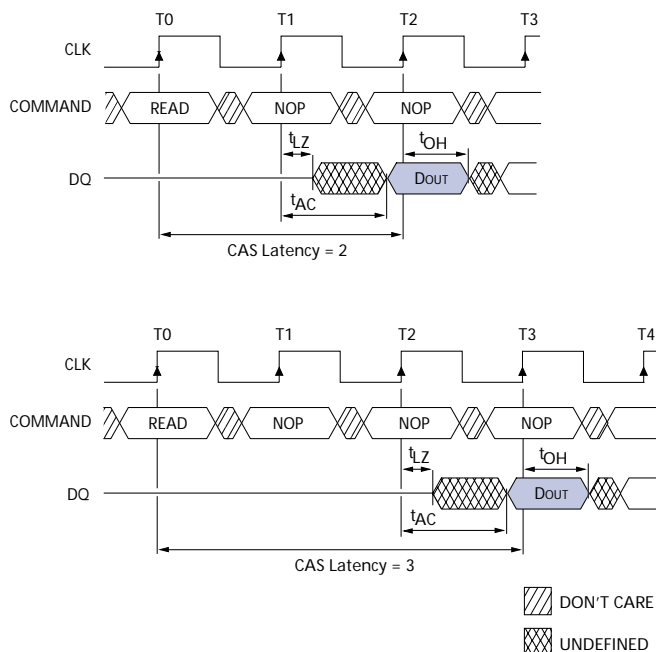 T0 T1 T2 T3
CLK
COMMAND READ NOP NOP
tLZ tOH
DQ DOUT
tAC
CAS Latency = 2
T0 T1 T2 T3 T4
CLK
COMMAND READ NOP NOP NOP
tLZ tOH
DQ DOUT
tAC
CAS Latency = 3
DON'T CARE
UNDEFINED